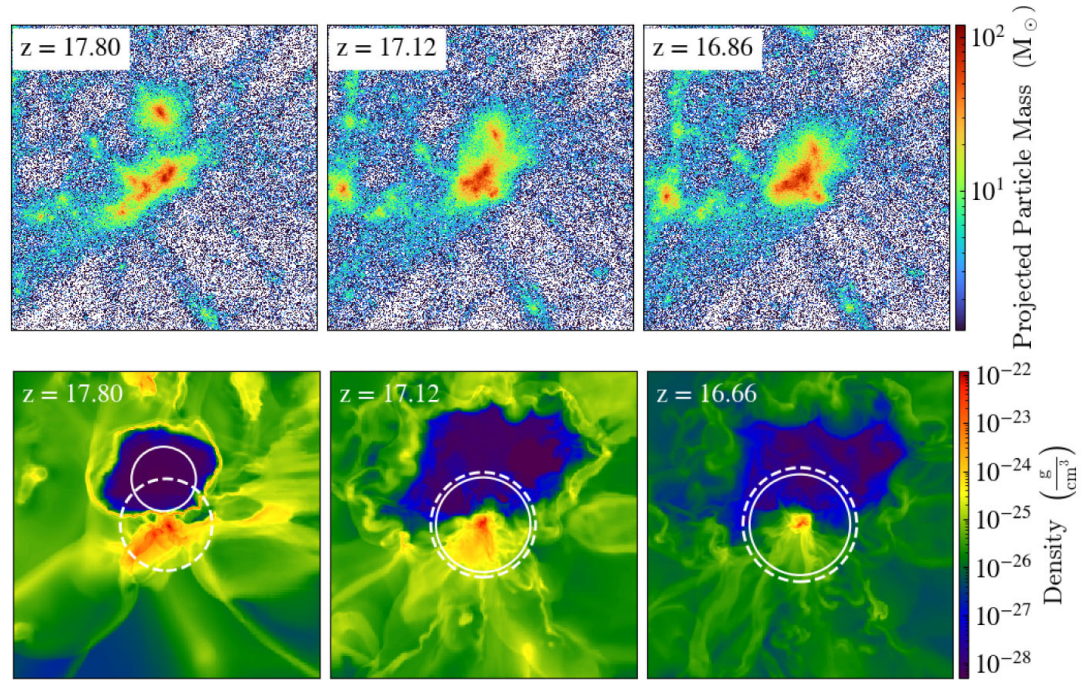 z = 17.80
z = 17.12
z = 16.86
10²
10¹
Projected Particle Mass (M⊙)
z = 17.80
z = 17.12
z = 16.66
10⁻²²
10⁻²³
10⁻²⁴
10⁻²⁵
10⁻²⁶
10⁻²⁷
10⁻²⁸
Density (g/cm³)